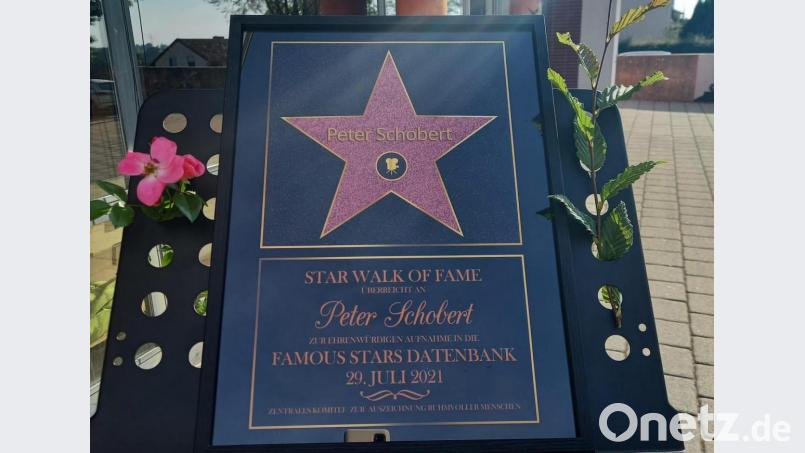 Peter Schobert
STAR WALK OF FAME
ÜBERREICHT AN
Peter Schobert
ZUR EHRENWÜRDIGEN AUFNAHME IN DIE
FAMOUS STARS DATENBANK
29. JULI 2021
ZENTRALES KOMITEE ZUR AUSZEICHNUNG RUHMVOLLER MENSCHEN
Onetz.de